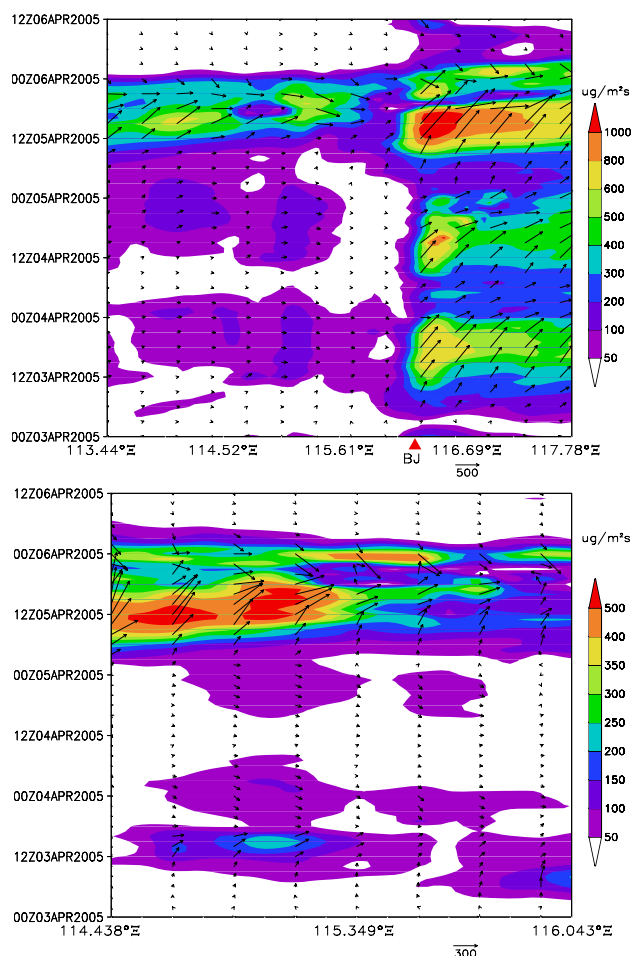 12Z06APR2005
00Z06APR2005
12Z05APR2005
00Z05APR2005
12Z04APR2005
00Z04APR2005
12Z03APR2005
00Z03APR2005
113.44°E 114.52°E 115.61°E 116.69°E 117.78°E
BJ
500
ug/m²s
1000
800
600
500
400
300
200
100
50
12Z06APR2005
00Z06APR2005
12Z05APR2005
00Z05APR2005
12Z04APR2005
00Z04APR2005
12Z03APR2005
00Z03APR2005
114.438°E 115.349°E 116.043°E
300
ug/m²s
500
400
350
300
250
200
150
100
50